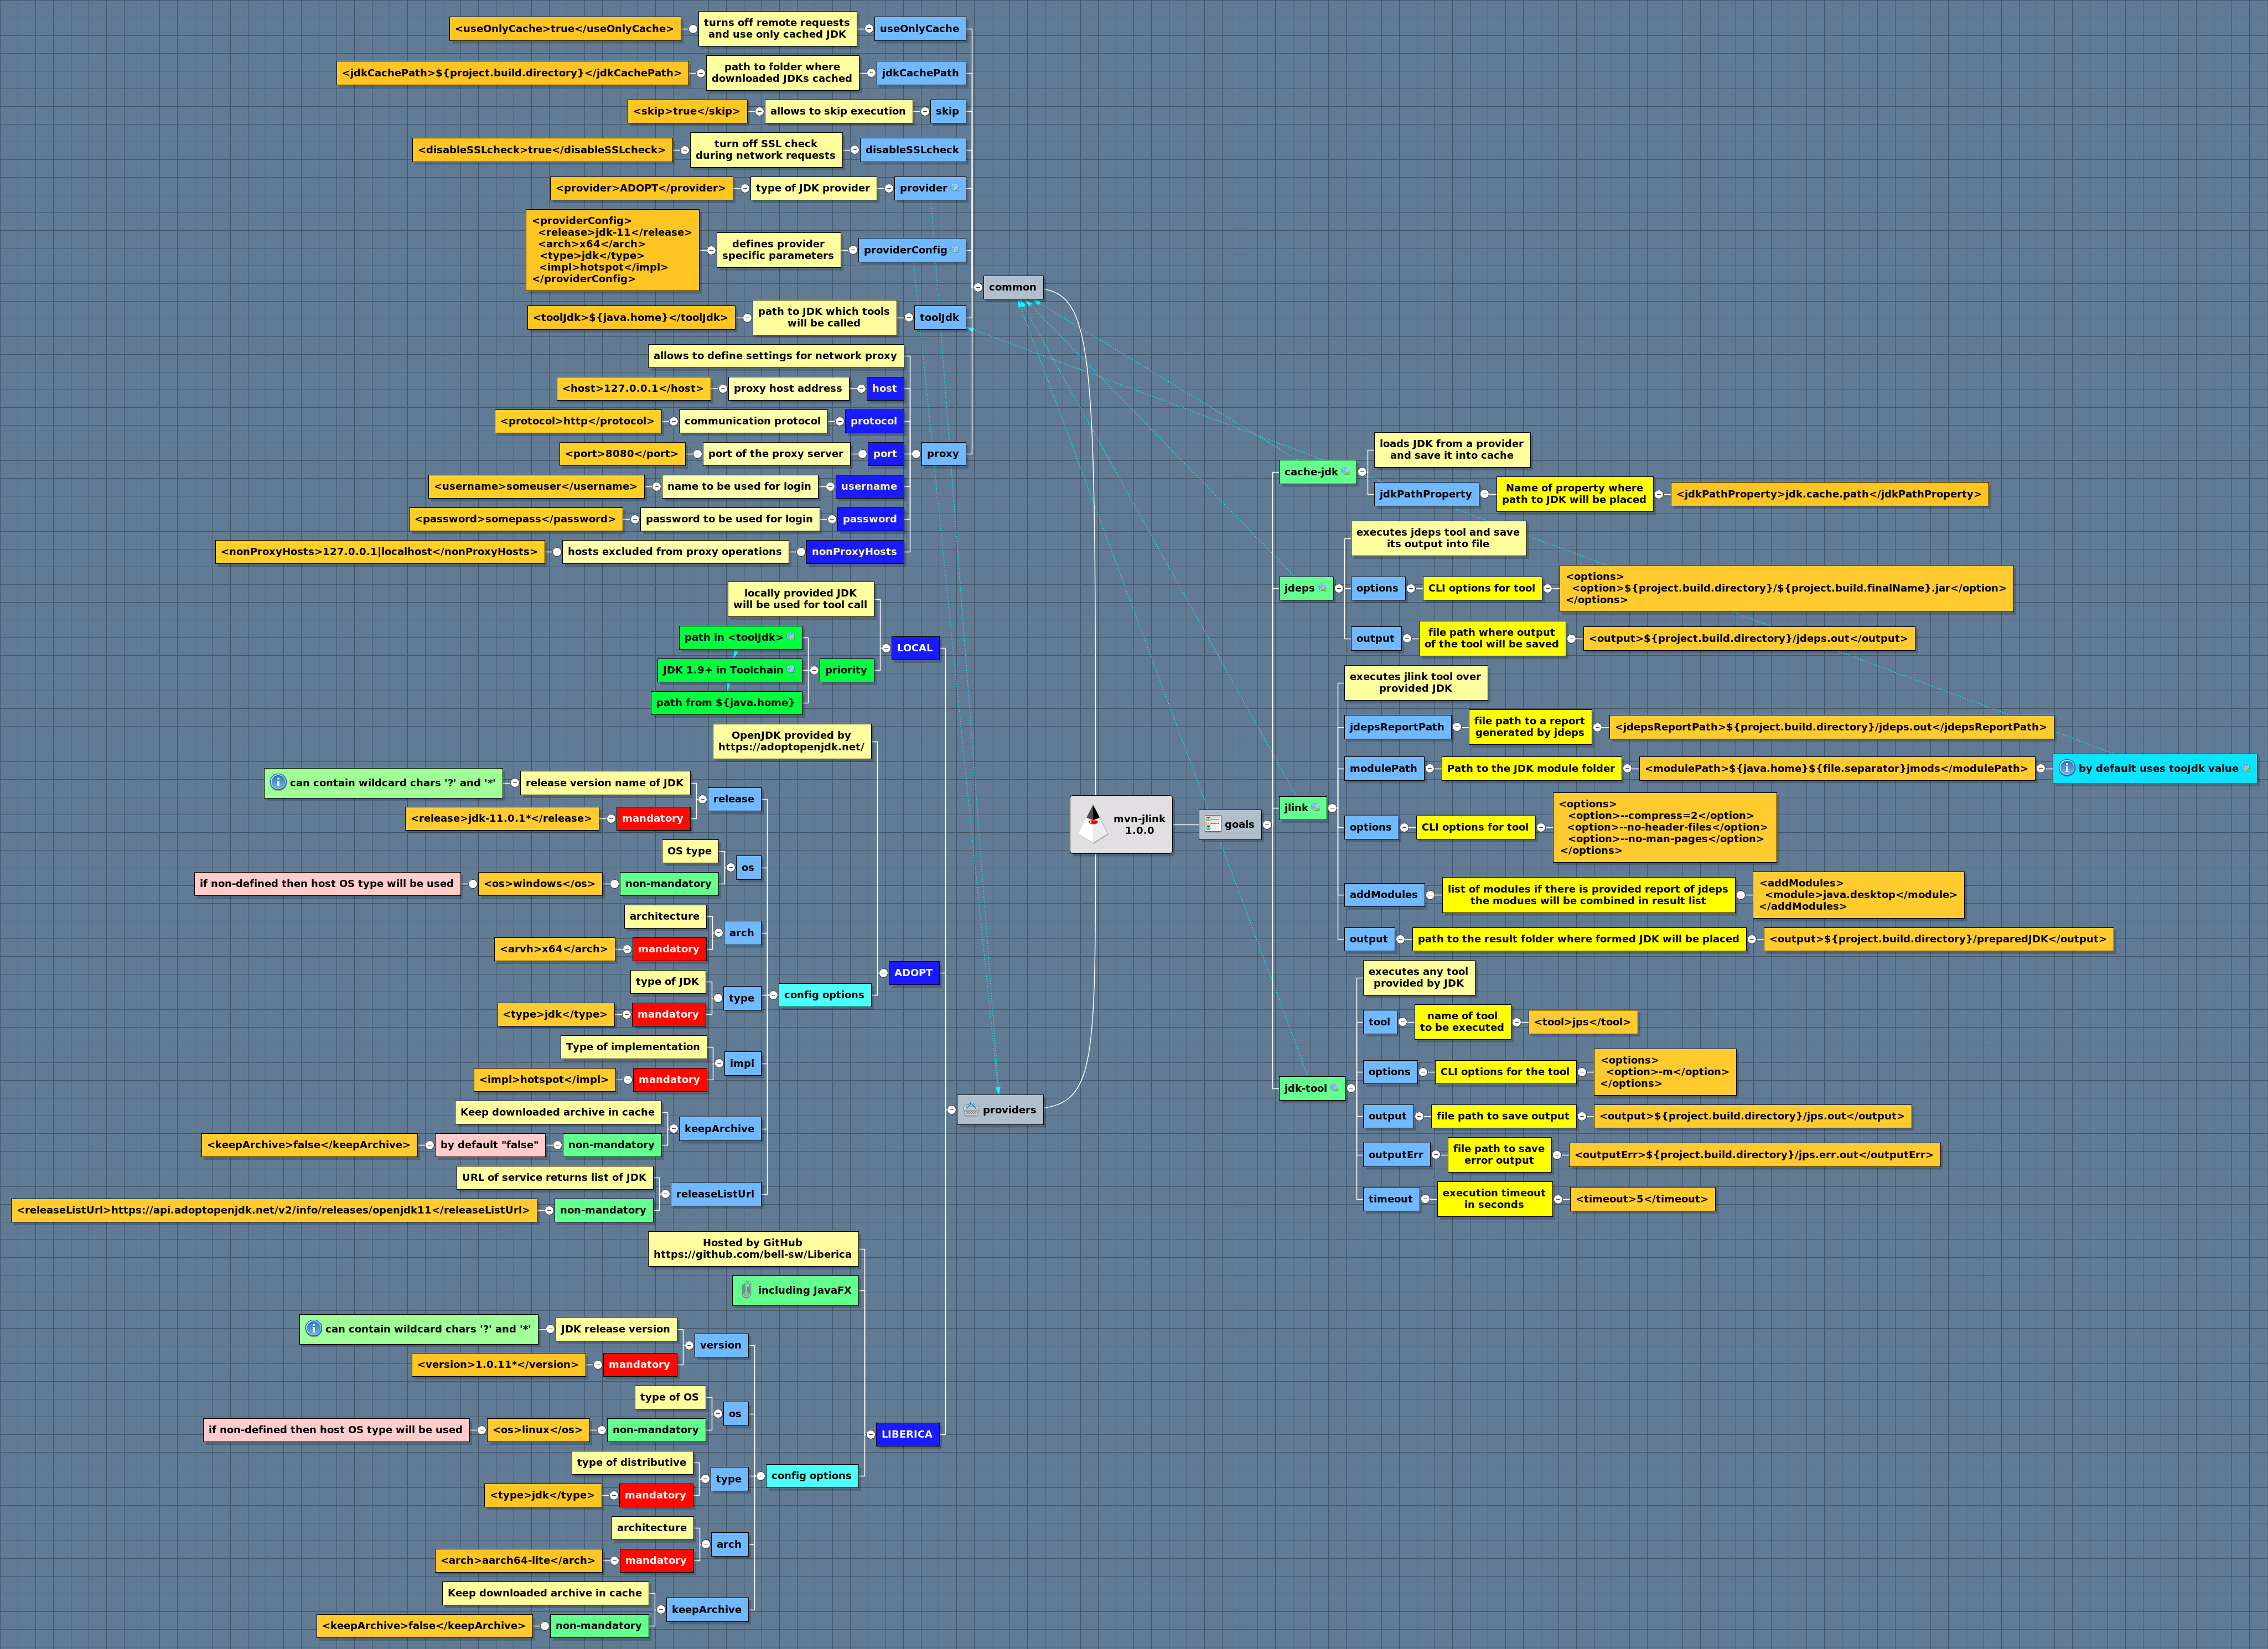 mvn-jlink
1.0.0
common
useOnlyCache
turns off remote requests
and use only cached JDK
<useOnlyCache>true</useOnlyCache>
jdkCachePath
path to folder where
downloaded JDKs cached
<jdkCachePath>${project.build.directory}</jdkCachePath>
skip
allows to skip execution
<skip>true</skip>
disableSSLcheck
turn off SSL check
during network requests
<disableSSLcheck>true</disableSSLcheck>
provider
type of JDK provider
<provider>ADOPT</provider>
providerConfig
defines provider
specific parameters
<providerConfig>
<release>jdk-11</release>
<arch>x64</arch>
<type>jdk</type>
<impl>hotspot</impl>
</providerConfig>
toolJdk
path to JDK which tools
will be called
<toolJdk>${java.home}</toolJdk>
proxy
allows to define settings for network proxy
host
proxy host address
<host>127.0.0.1</host>
protocol
communication protocol
<protocol>http</protocol>
port
port of the proxy server
<port>8080</port>
username
name to be used for login
<username>someuser</username>
password
password to be used for login
<password>somepass</password>
nonProxyHosts
hosts excluded from proxy operations
<nonProxyHosts>127.0.0.1|localhost</nonProxyHosts>
providers
LOCAL
locally provided JDK
will be used for tool call
priority
path in <toolJdk>
JDK 1.9+ in Toolchain
path from ${java.home}
ADOPT
OpenJDK provided by
https://adoptopenjdk.net/
config options
release
release version name of JDK
can contain wildcard chars '?' and '*'
mandatory
<release>jdk-11.0.1*</release>
os
OS type
non-mandatory
<os>windows</os>
if non-defined then host OS type will be used
arch
architecture
mandatory
<arvh>x64</arch>
type
type of JDK
mandatory
<type>jdk</type>
impl
Type of implementation
mandatory
<impl>hotspot</impl>
keepArchive
Keep downloaded archive in cache
non-mandatory
by default "false"
<keepArchive>false</keepArchive>
releaseListUrl
URL of service returns list of JDK
non-mandatory
<releaseListUrl>https://api.adoptopenjdk.net/v2/info/releases/openjdk11</releaseListUrl>
LIBERICA
Hosted by GitHub
https://github.com/bell-sw/Liberica
including JavaFX
config options
version
JDK release version
can contain wildcard chars '?' and '*'
mandatory
<version>1.0.11*</version>
os
type of OS
non-mandatory
<os>linux</os>
if non-defined then host OS type will be used
type
type of distributive
mandatory
<type>jdk</type>
arch
architecture
mandatory
<arch>aarch64-lite</arch>
keepArchive
Keep downloaded archive in cache
non-mandatory
<keepArchive>false</keepArchive>
goals
cache-jdk
loads JDK from a provider
and save it into cache
jdkPathProperty
Name of property where
path to JDK will be placed
<jdkPathProperty>jdk.cache.path</jdkPathProperty>
jdeps
executes jdeps tool and save
its output into file
options
CLI options for tool
<options>
<option>${project.build.directory}/${project.build.finalName}.jar</option>
</options>
output
file path where output
of the tool will be saved
<output>${project.build.directory}/jdeps.out</output>
jlink
executes jlink tool over
provided JDK
jdepsReportPath
file path to a report
generated by jdeps
<jdepsReportPath>${project.build.directory}/jdeps.out</jdepsReportPath>
modulePath
Path to the JDK module folder
<modulePath>${java.home}${file.separator}jmods</modulePath>
by default uses tooJdk value
options
CLI options for tool
<options>
<option>--compress=2</option>
<option>--no-header-files</option>
<option>--no-man-pages</option>
</options>
addModules
list of modules if there is provided report of jdeps
the modues will be combined in result list
<addModules>
<module>java.desktop</module>
</addModules>
output
path to the result folder where formed JDK will be placed
<output>${project.build.directory}/preparedJDK</output>
jdk-tool
executes any tool
provided by JDK
tool
name of tool
to be executed
<tool>jps</tool>
options
CLI options for the tool
<options>
<option>-m</option>
</options>
output
file path to save output
<output>${project.build.directory}/jps.out</output>
outputErr
file path to save
error output
<outputErr>${project.build.directory}/jps.err.out</outputErr>
timeout
execution timeout
in seconds
<timeout>5</timeout>